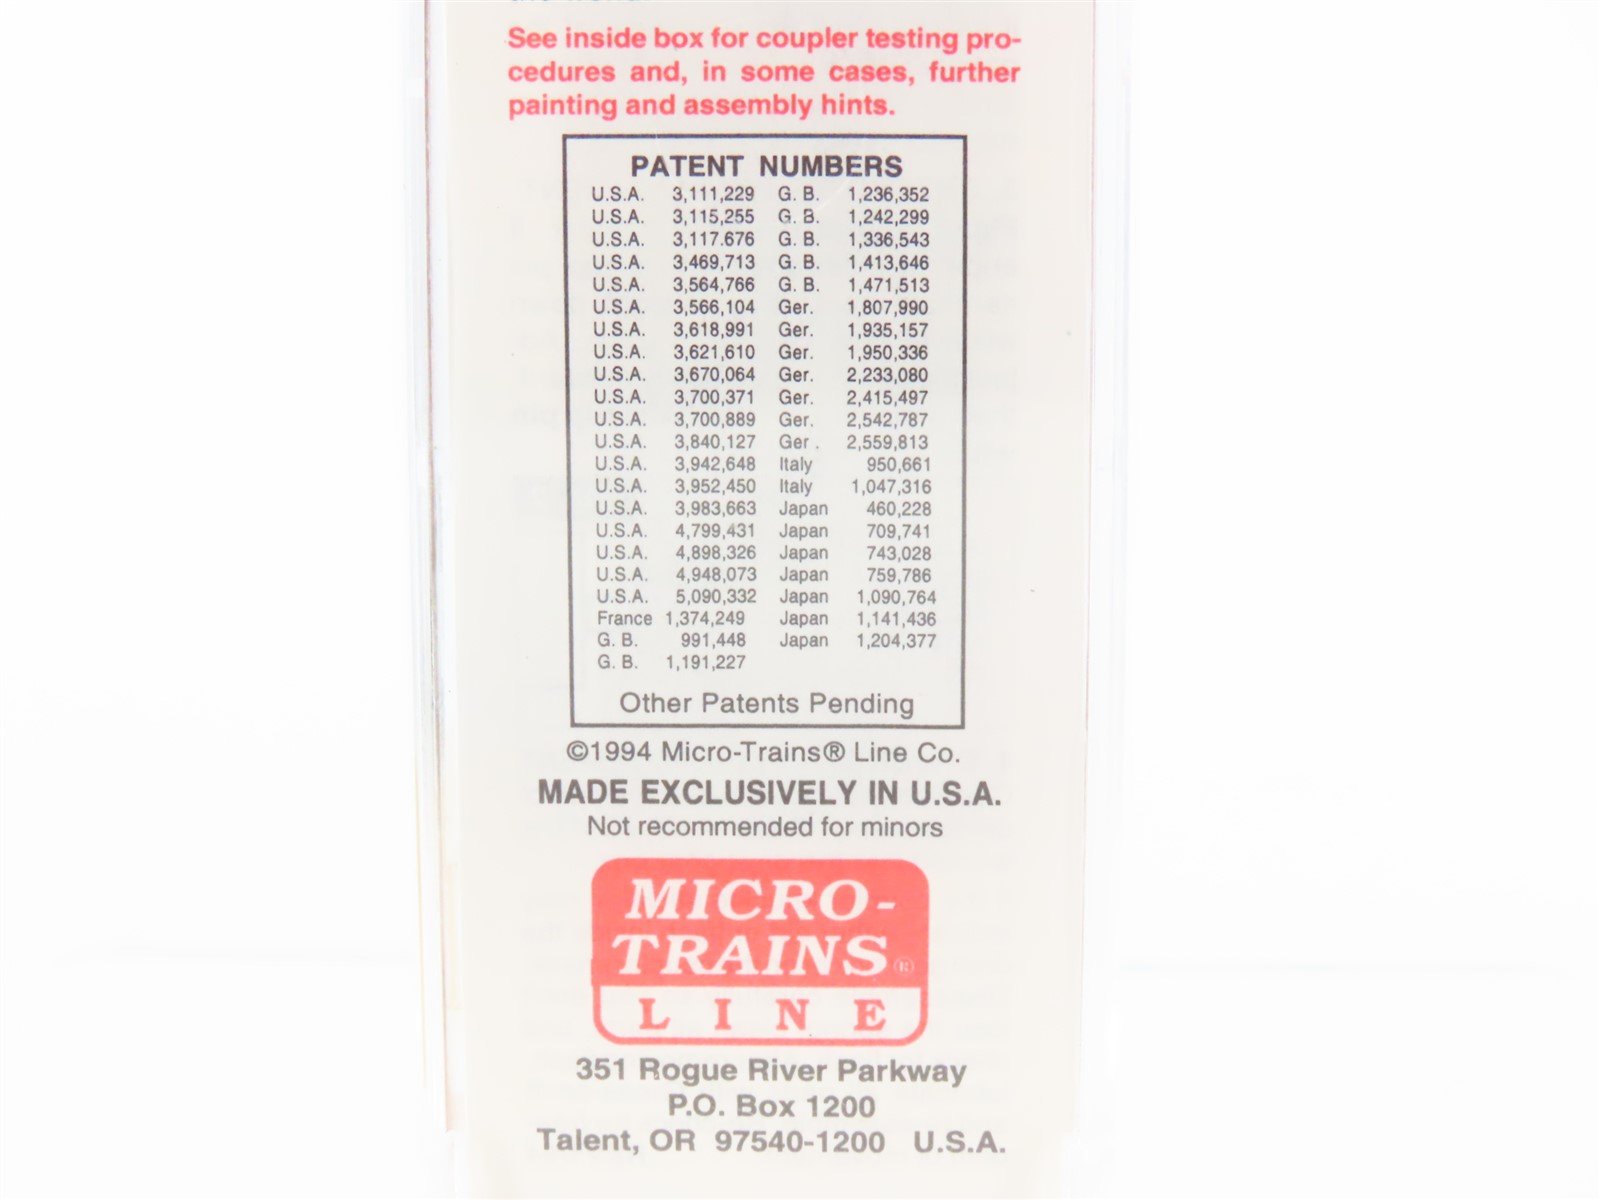 See inside box for coupler testing pro-
cedures and, in some cases, further
painting and assembly hints.
PATENT NUMBERS
U.S.A. 3,111,229 G. B. 1,236,352
U.S.A. 3,115,255 G. B. 1,242,299
U.S.A. 3,117.676 G. B. 1,336,543
U.S.A. 3,469,713 G. B. 1,413,646
U.S.A. 3,564,766 G. B. 1,471,513
U.S.A. 3,566,104 Ger. 1,807,990
U.S.A. 3,618,991 Ger. 1,935,157
U.S.A. 3,621,610 Ger. 1,950,336
U.S.A. 3,670,064 Ger. 2,233,080
U.S.A. 3,700,371 Ger. 2,415,497
U.S.A. 3,700,889 Ger. 2,542,787
U.S.A. 3,840,127 Ger . 2,559,813
U.S.A. 3,942,648 Italy 950,661
U.S.A. 3,952,450 Italy 1,047,316
U.S.A. 3,983,663 Japan 460,228
U.S.A. 4,799,431 Japan 709,741
U.S.A. 4,898,326 Japan 743,028
U.S.A. 4,948,073 Japan 759,786
U.S.A. 5,090,332 Japan 1,090,764
France 1,374,249 Japan 1,141,436
G. B. 991,448 Japan 1,204,377
G. B. 1,191,227
Other Patents Pending
©1994 Micro-Trains® Line Co.
MADE EXCLUSIVELY IN U.S.A.
Not recommended for minors
MICRO-
TRAINS®
LINE
351 Rogue River Parkway
P.O. Box 1200
Talent, OR 97540-1200 U.S.A.